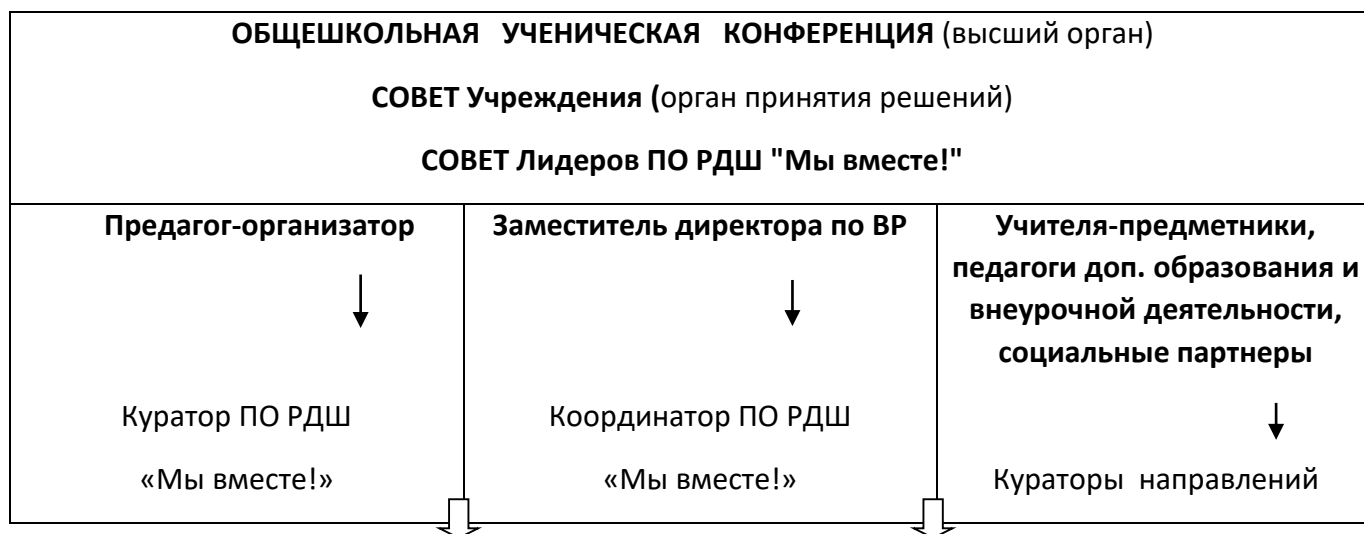 ОБЩЕШКОЛЬНАЯ УЧЕНИЧЕСКАЯ КОНФЕРЕНЦИЯ (высший орган)
СОВЕТ Учреждения (орган принятия решений)
СОВЕТ Лидеров ПО РДШ "Мы вместе!"
Предагог-организатор
Куратор ПО РДШ
«Мы вместе!»
Заместитель директора по ВР
Координатор ПО РДШ
«Мы вместе!»
Учителя-предметники,
педагоги доп. образования и
внеурочной деятельности,
социальные партнеры
Кураторы направлений